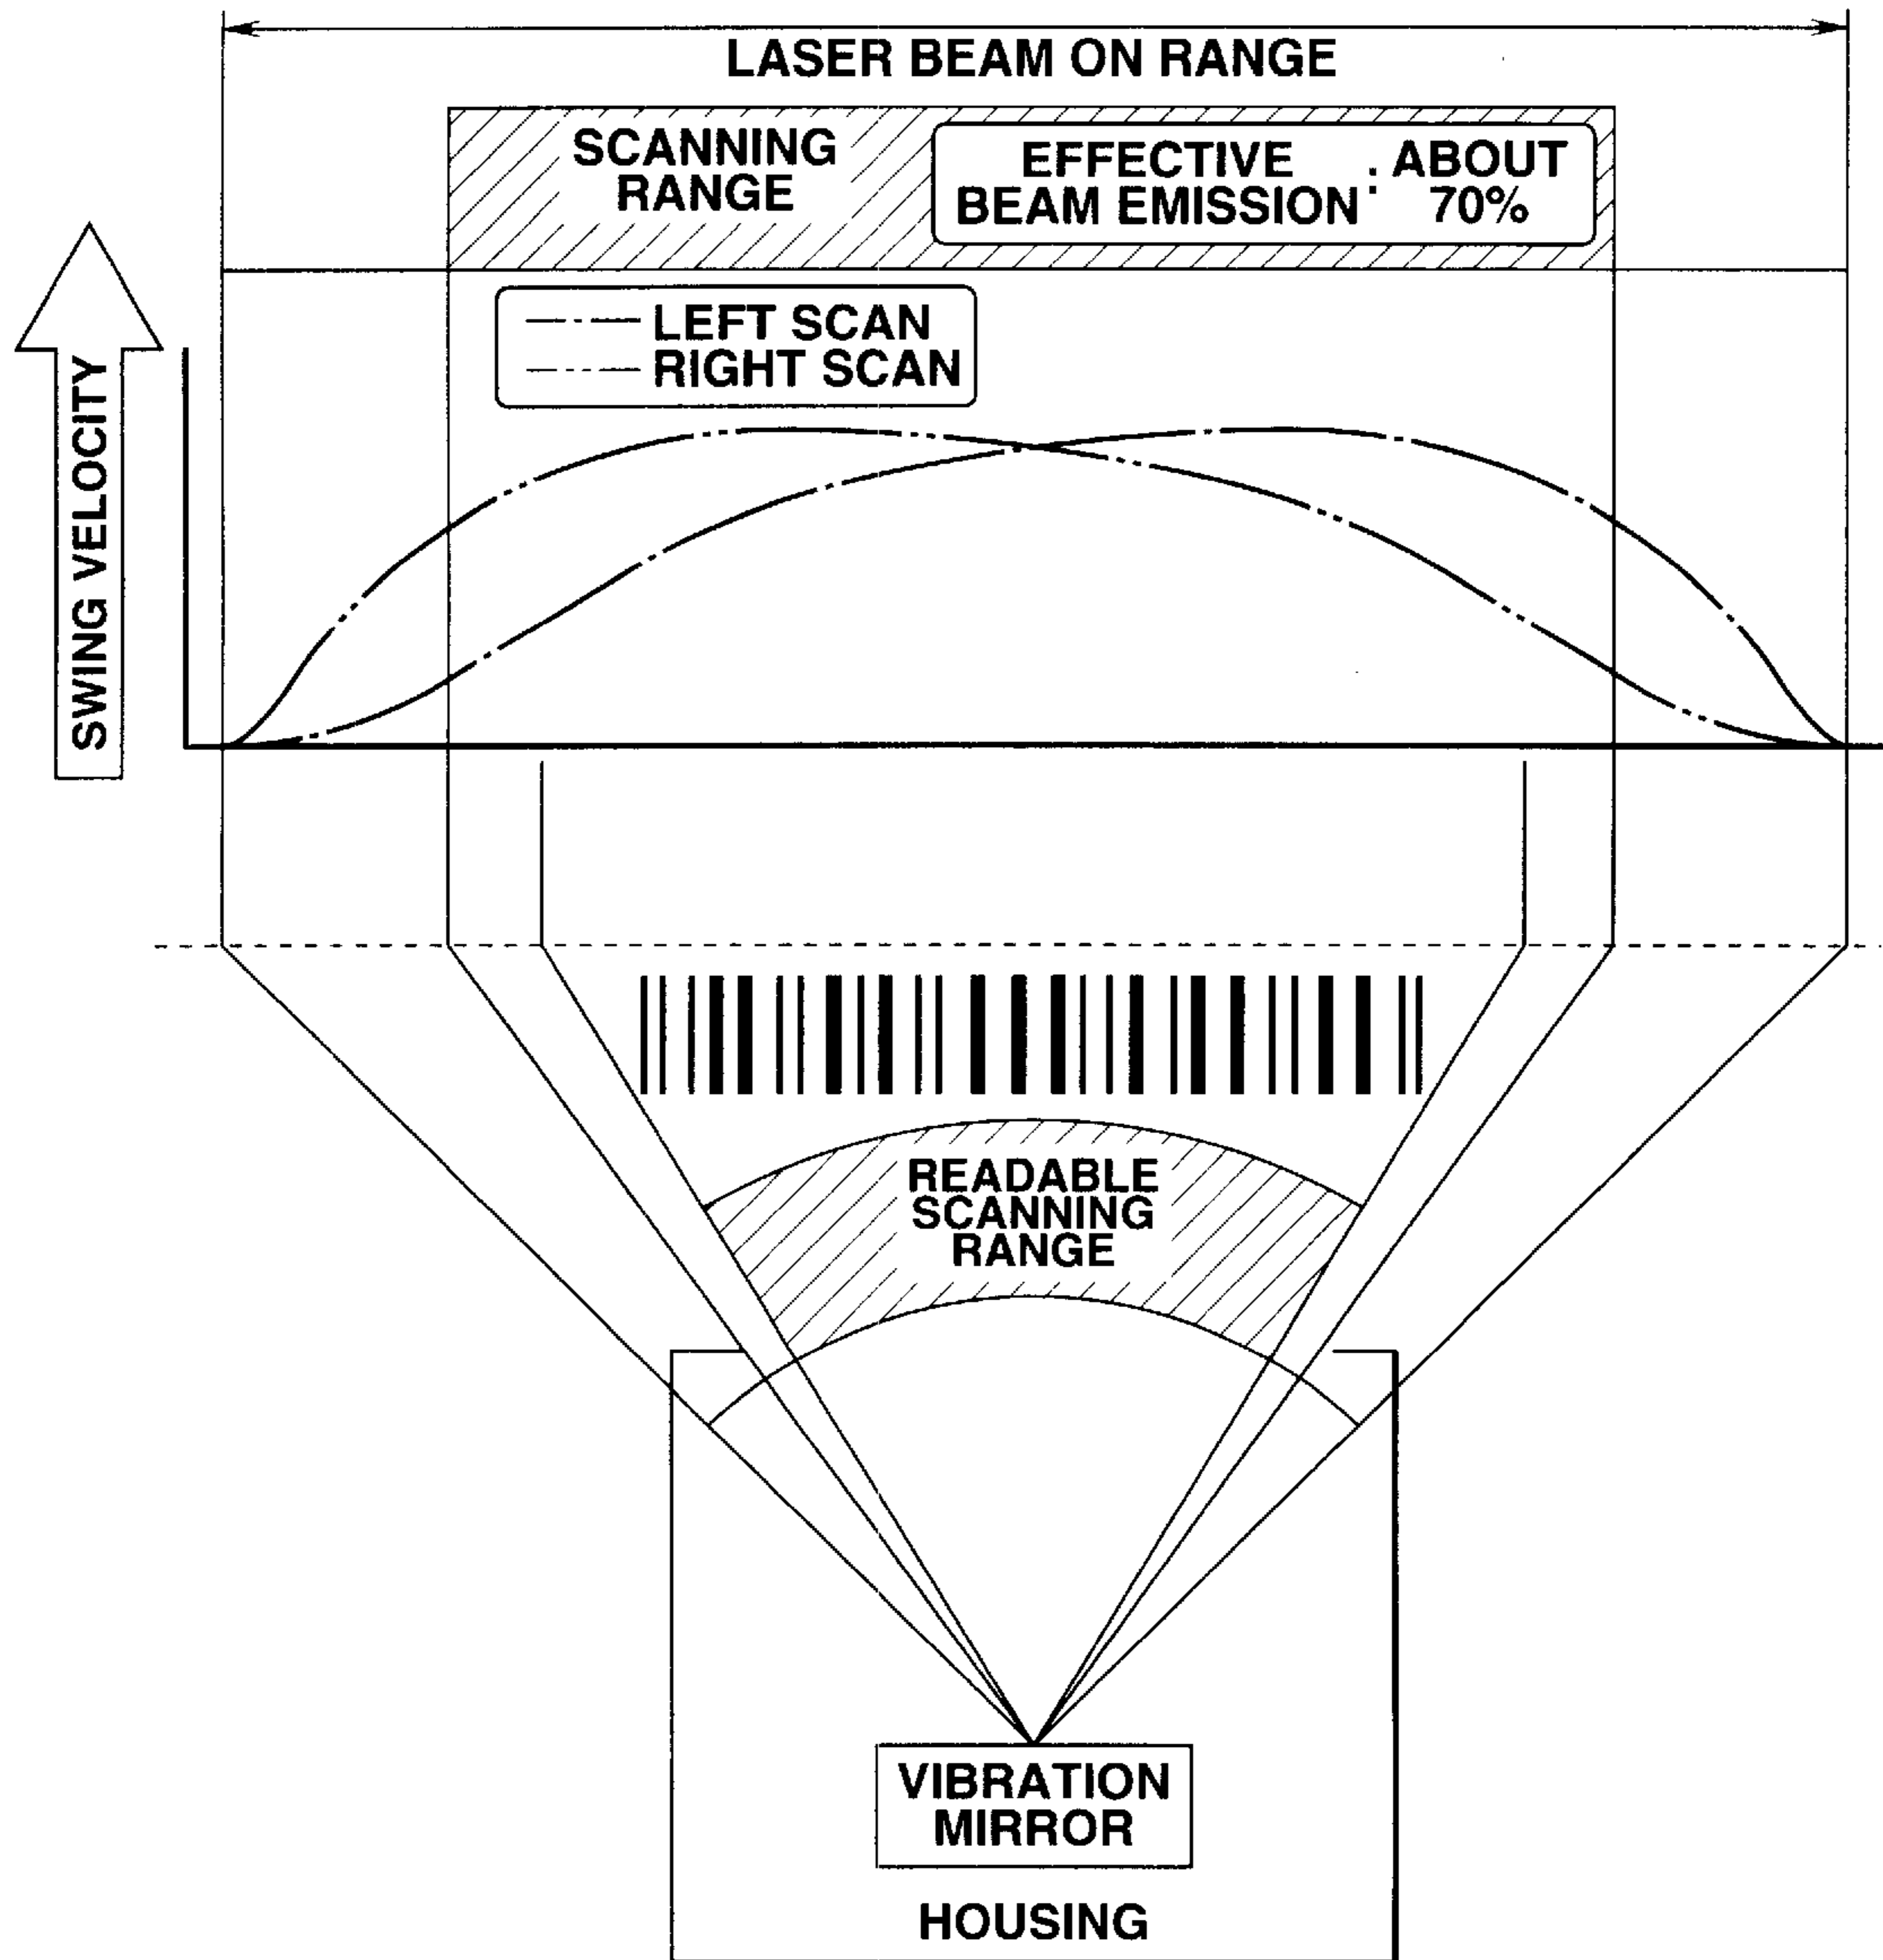 LASER BEAM ON RANGE
SCANNING
RANGE
EFFECTIVE
BEAM EMISSION : ABOUT
70%
LEFT SCAN
RIGHT SCAN
SWING VELOCITY
READABLE
SCANNING
RANGE
VIBRATION
MIRROR
HOUSING